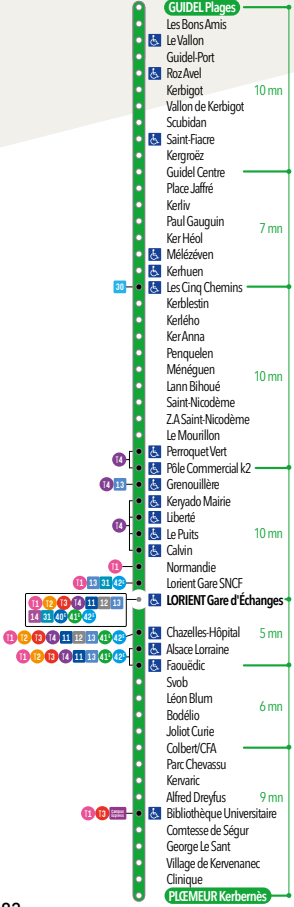 GUIDEL Plages
Les Bons Amis
Le Vallon
Guidel-Port
Roz Avel
Kerbigot 10 mn
Vallon de Kerbigot
Scubidan
Saint-Fiacre
Kergroëz
Guidel Centre
Place Jaffré
Kerliv
Paul Gauguin 7 mn
Ker Héol
Mélézéven
Kerhuen
30 Les Cinq Chemins
Kerblestin
Kerlého
Ker Anna
Penquelen
Ménéguen 10 mn
Lann Bihoué
Saint-Nicodème
Z.A Saint-Nicodème
Le Mourillon
T4 Perroquet Vert
Pôle Commercial k2
T4 13 Grenouillère
Keryado Mairie
T4 Liberté
Le Puits 10 mn
Calvin
T1 Normandie
T1 13 31 42 Lorient Gare SNCF
T1 T2 T3 T4 11 12 13 LORIENT Gare d'Échanges
T4 31 40 41 42
T1 T2 T3 T4 11 12 13 41 42 Chazelles-Hôpital 5 mn
T1 T2 T3 T4 11 13 41 42 Alsace Lorraine
Faouëdic
Svob
Léon Blum 6 mn
Bodélio
Joliot Curie
Colbert/CFA
Parc Chevassu
Kervaric
Alfred Dreyfus 9 mn
T1 T3 Bibliothèque Universitaire
Comtesse de Ségur
George Le Sant
Village de Kervenanec
Clinique
PLŒMEUR Kerbernès